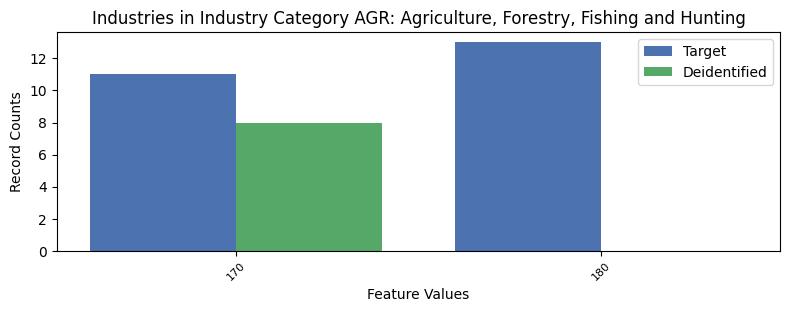 Industries in Industry Category AGR: Agriculture, Forestry, Fishing and Hunting
Target
Deidentified
Record Counts
12
10
8
6
4
2
0
170
180
Feature Values